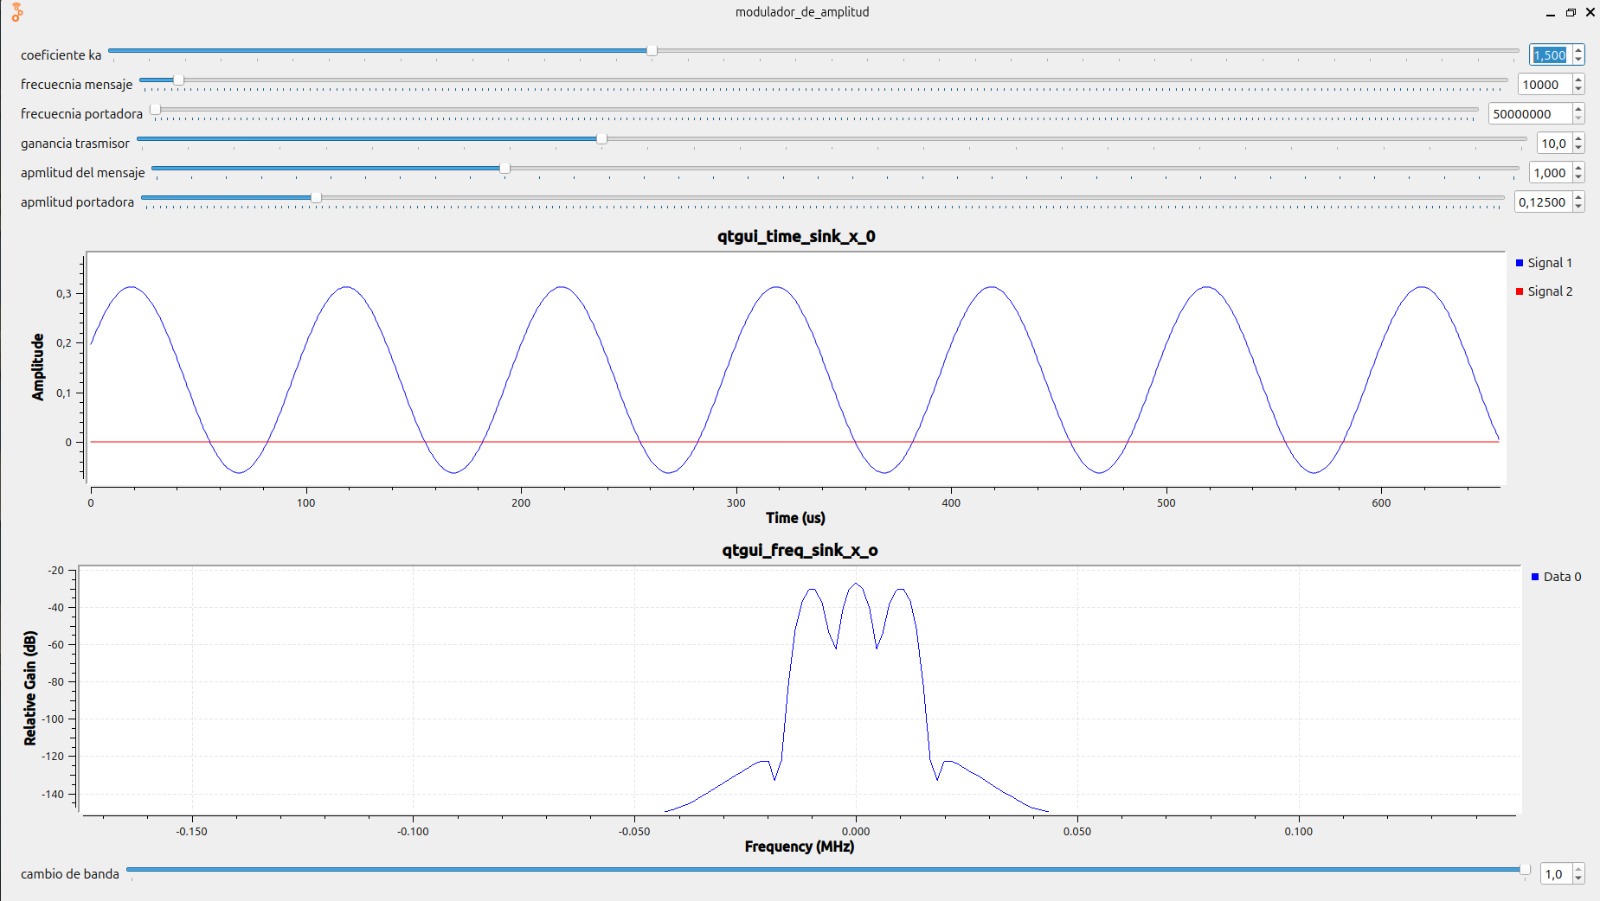 modulador_de_amplitud
coeficiente ka 1,500
frecuecnia mensaje 10000
frecuecnia portadora 50000000
ganancia trasmisor 10,0
apmlitud del mensaje 1,000
apmlitud portadora 0,12500
qtgui_time_sink_x_0
Signal 1
Signal 2
Amplitude
0,3
0,2
0,1
0
0 100 200 300 400 500 600
Time (us)
qtgui_freq_sink_x_o
Data 0
Relative Gain (dB)
-20
-40
-60
-80
-100
-120
-140
-0.150 -0.100 -0.050 0.000 0.050 0.100
Frequency (MHz)
cambio de banda 1,0